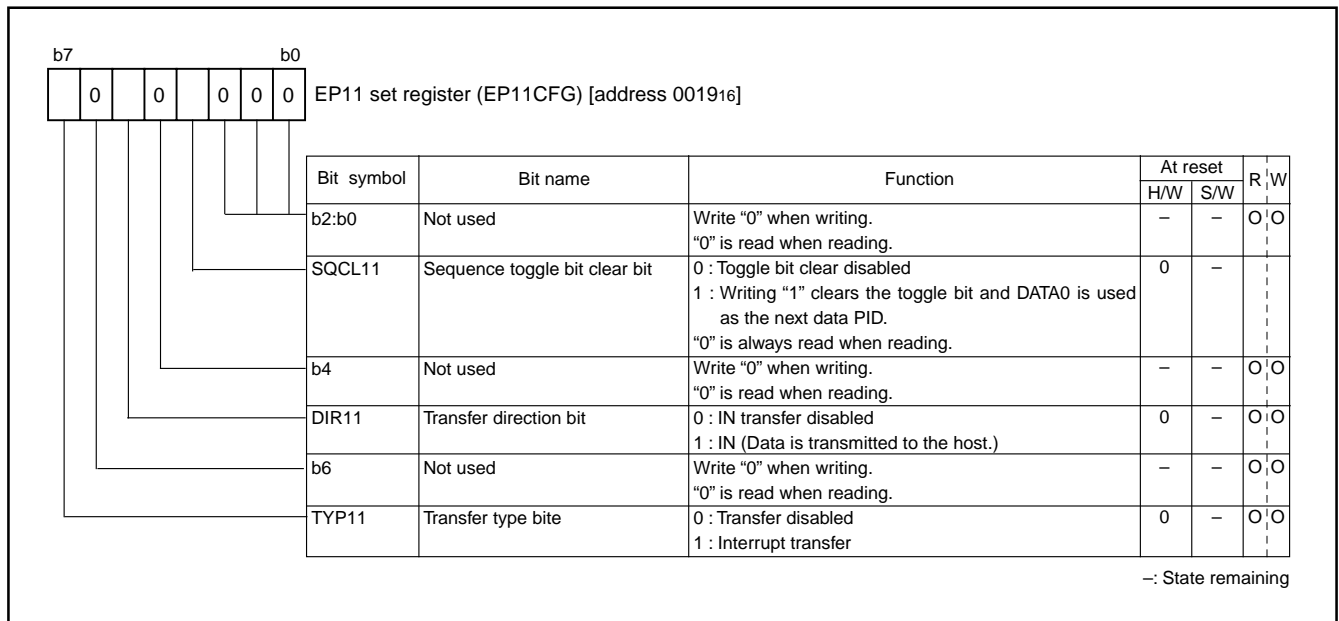 b7 b0
0 0 0 0 0 EP11 set register (EP11CFG) [address 001916]
Bit symbol Bit name Function At reset R W
H/W S/W
b2:b0 Not used Write “0” when writing. – – O O
“0” is read when reading.
SQCL11 Sequence toggle bit clear bit 0 : Toggle bit clear disabled 0 –
1 : Writing “1” clears the toggle bit and DATA0 is used
as the next data PID.
“0” is always read when reading.
b4 Not used Write “0” when writing. – – O O
“0” is read when reading.
DIR11 Transfer direction bit 0 : IN transfer disabled 0 – O O
1 : IN (Data is transmitted to the host.)
b6 Not used Write “0” when writing. – – O O
“0” is read when reading.
TYP11 Transfer type bite 0 : Transfer disabled 0 – O O
1 : Interrupt transfer
–: State remaining